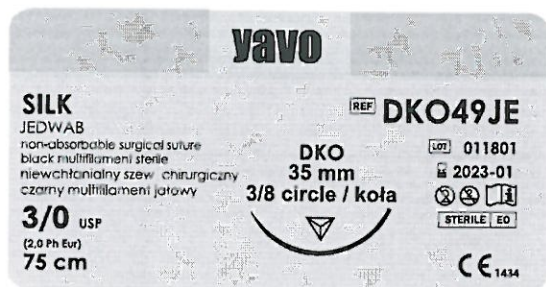 yavo
SILK
JEDWAB
non-absorbable surgical suture
black multifilament sterile
niewchłanialny szew chirurgiczny
czarny multifilament jałowy
3/0 USP
(2,0 Ph Eur)
75 cm
DKO
35 mm
3/8 circle / koła
REF DKO49JE
LOT 011801
2023-01
STERILE EO
CE 1434